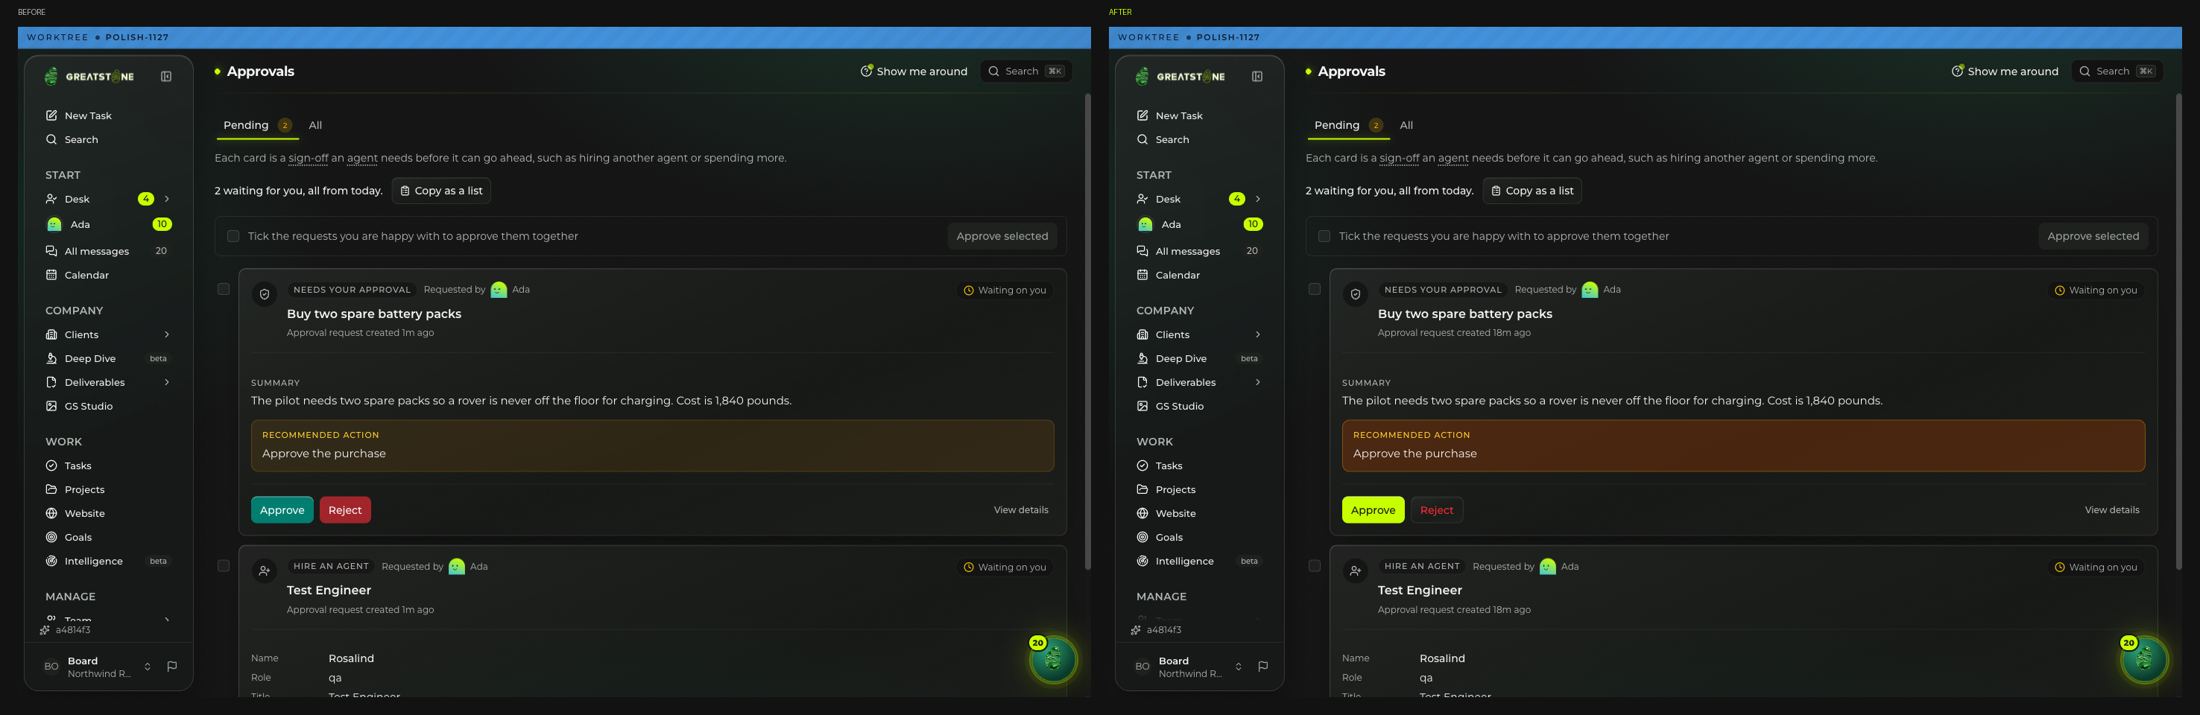 BEFORE
WORKTREE • POLISH-1127
GREATSTONE
New Task
Search
START
Desk 4
Ada 10
All messages 20
Calendar
COMPANY
Clients
Deep Dive beta
Deliverables
GS Studio
WORK
Tasks
Projects
Website
Goals
Intelligence beta
MANAGE
Team
a4814f3
BO Board
Northwind R...
Approvals
Show me around
Search ⌘K
Pending 2 All
Each card is a sign-off an agent needs before it can go ahead, such as hiring another agent or spending more.
2 waiting for you, all from today. Copy as a list
Tick the requests you are happy with to approve them together Approve selected
NEEDS YOUR APPROVAL Requested by Ada Waiting on you
Buy two spare battery packs
Approval request created 1m ago
SUMMARY
The pilot needs two spare packs so a rover is never off the floor for charging. Cost is 1,840 pounds.
RECOMMENDED ACTION
Approve the purchase
Approve Reject View details
HIRE AN AGENT Requested by Ada Waiting on you
Test Engineer
Approval request created 1m ago
Name Rosalind
Role qa
Title Test Engineer
20
AFTER
WORKTREE • POLISH-1127
GREATSTONE
New Task
Search
START
Desk 4
Ada 10
All messages 20
Calendar
COMPANY
Clients
Deep Dive beta
Deliverables
GS Studio
WORK
Tasks
Projects
Website
Goals
Intelligence beta
MANAGE
Team
a4814f3
BO Board
Northwind R...
Approvals
Show me around
Search ⌘K
Pending 2 All
Each card is a sign-off an agent needs before it can go ahead, such as hiring another agent or spending more.
2 waiting for you, all from today. Copy as a list
Tick the requests you are happy with to approve them together Approve selected
NEEDS YOUR APPROVAL Requested by Ada Waiting on you
Buy two spare battery packs
Approval request created 18m ago
SUMMARY
The pilot needs two spare packs so a rover is never off the floor for charging. Cost is 1,840 pounds.
RECOMMENDED ACTION
Approve the purchase
Approve Reject View details
HIRE AN AGENT Requested by Ada Waiting on you
Test Engineer
Approval request created 18m ago
Name Rosalind
Role qa
Title Test Engineer
20